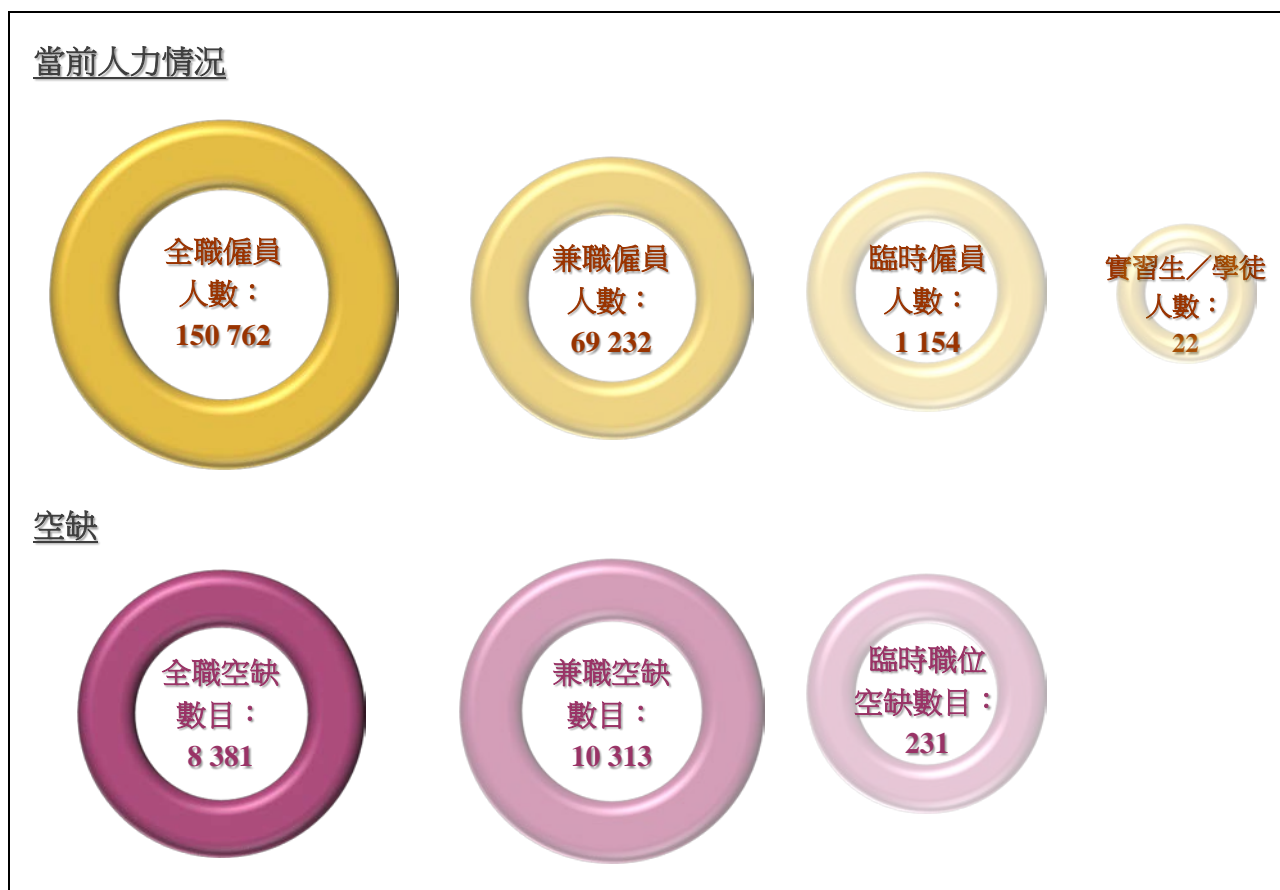 當前人力情況
全職僱員
人數：
150 762
兼職僱員
人數：
69 232
臨時僱員
人數：
1 154
實習生／學徒
人數：
22
空缺
全職空缺
數目：
8 381
兼職空缺
數目：
10 313
臨時職位
空缺數目：
231